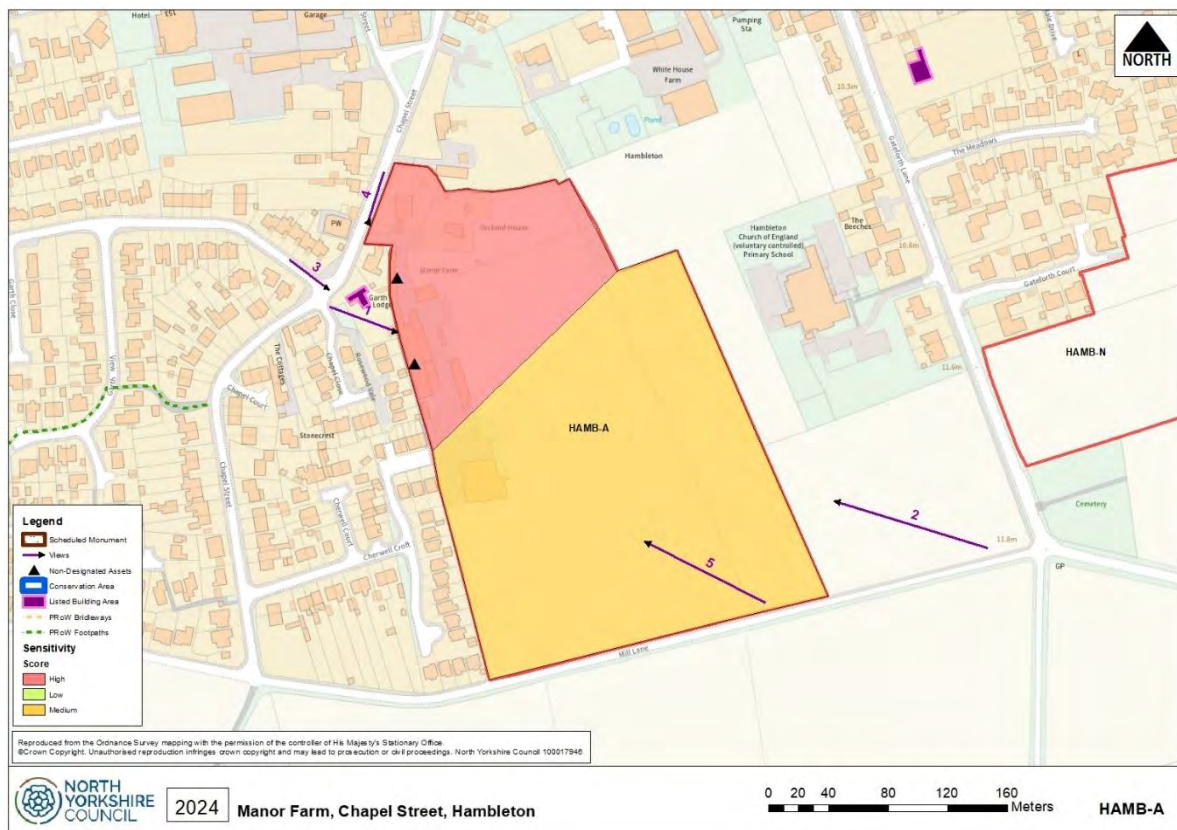 Hotel
Garage
153
Street
Pumping
Sta
White House
Farm
Pond
NORTH
10.5m
Chapel Street
Hambleton
Gateforth Lane
The Meadows
4
PW
Orchard House
Manor Farm
Hambleton
Church of England
(voluntary controlled)
Primary School
The
Beeches
10.6m
3
Garth
Lodge
1
Gateforth Court
Garth Close
The Cottages
Chapel Close
Rosewood Vale
HAMB-N
11.6m
Chapel Court
Stonecrest
HAMB-A
Chapel Street
Cherwell Court
Cherwell Croft
Cemetery
2
11.8m
5
GP
Mill Lane
Legend
Scheduled Monument
Views
Non-Designated Assets
Conservation Area
Listed Building Area
PRoW Bridleways
PRoW Footpaths
Sensitivity
Score
High
Low
Medium
Reproduced from the Ordnance Survey mapping with the permission of the controller of His Majesty's Stationary Office.
©Crown Copyright. Unauthorised reproduction infringes crown copyright and may lead to prosecution or civil proceedings. North Yorkshire Council 100017946
NORTH
YORKSHIRE
COUNCIL
2024
Manor Farm, Chapel Street, Hambleton
0 20 40 80 120 160
Meters
HAMB-A